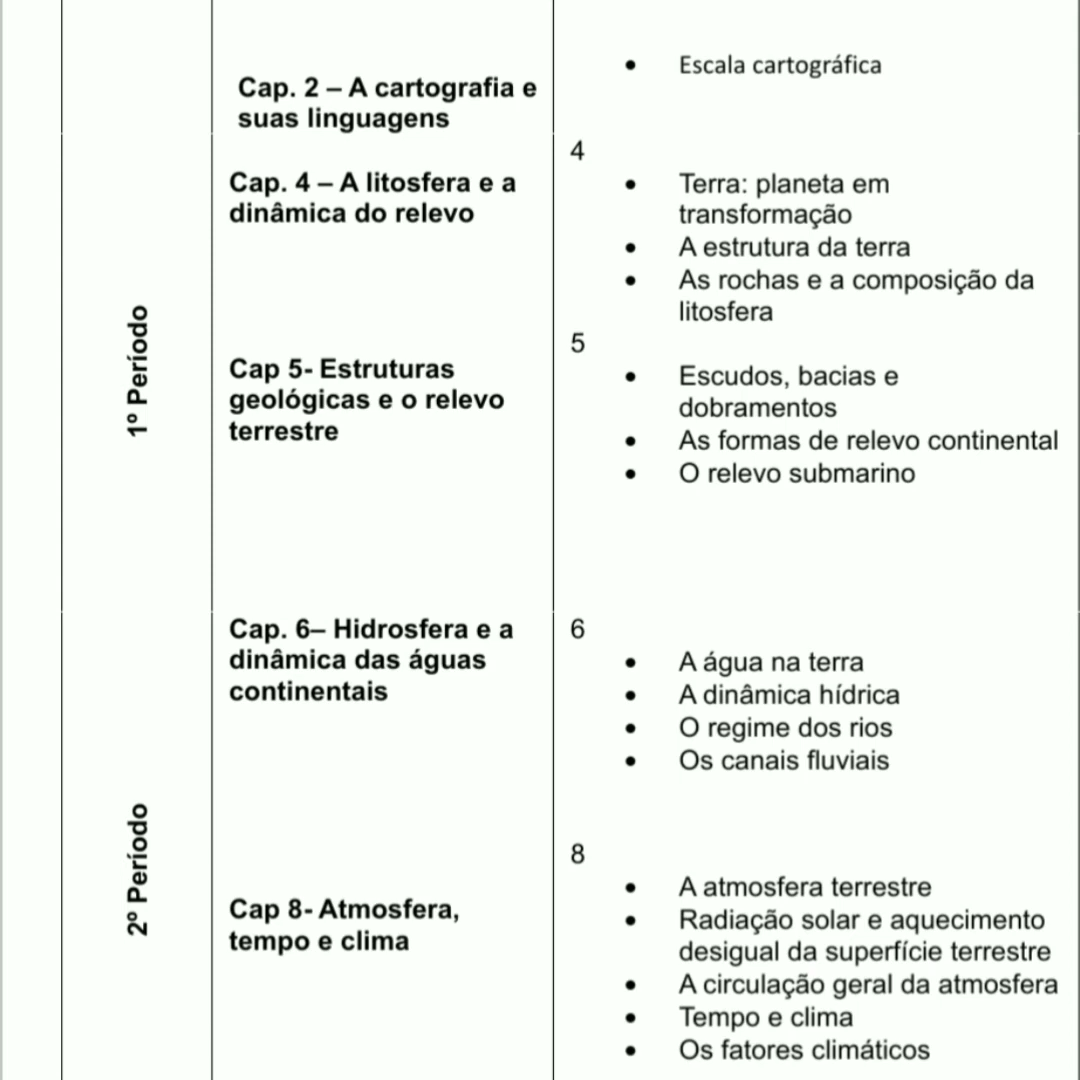 Cap. 2 – A cartografia e
suas linguagens
• Escala cartográfica
1º Período
Cap. 4 – A litosfera e a
dinâmica do relevo
4
• Terra: planeta em
transformação
• A estrutura da terra
• As rochas e a composição da
litosfera
Cap 5- Estruturas
geológicas e o relevo
terrestre
5
• Escudos, bacias e
dobramentos
• As formas de relevo continental
• O relevo submarino
2º Período
Cap. 6– Hidrosfera e a
dinâmica das águas
continentais
6
• A água na terra
• A dinâmica hídrica
• O regime dos rios
• Os canais fluviais
Cap 8- Atmosfera,
tempo e clima
8
• A atmosfera terrestre
• Radiação solar e aquecimento
desigual da superfície terrestre
• A circulação geral da atmosfera
• Tempo e clima
• Os fatores climáticos